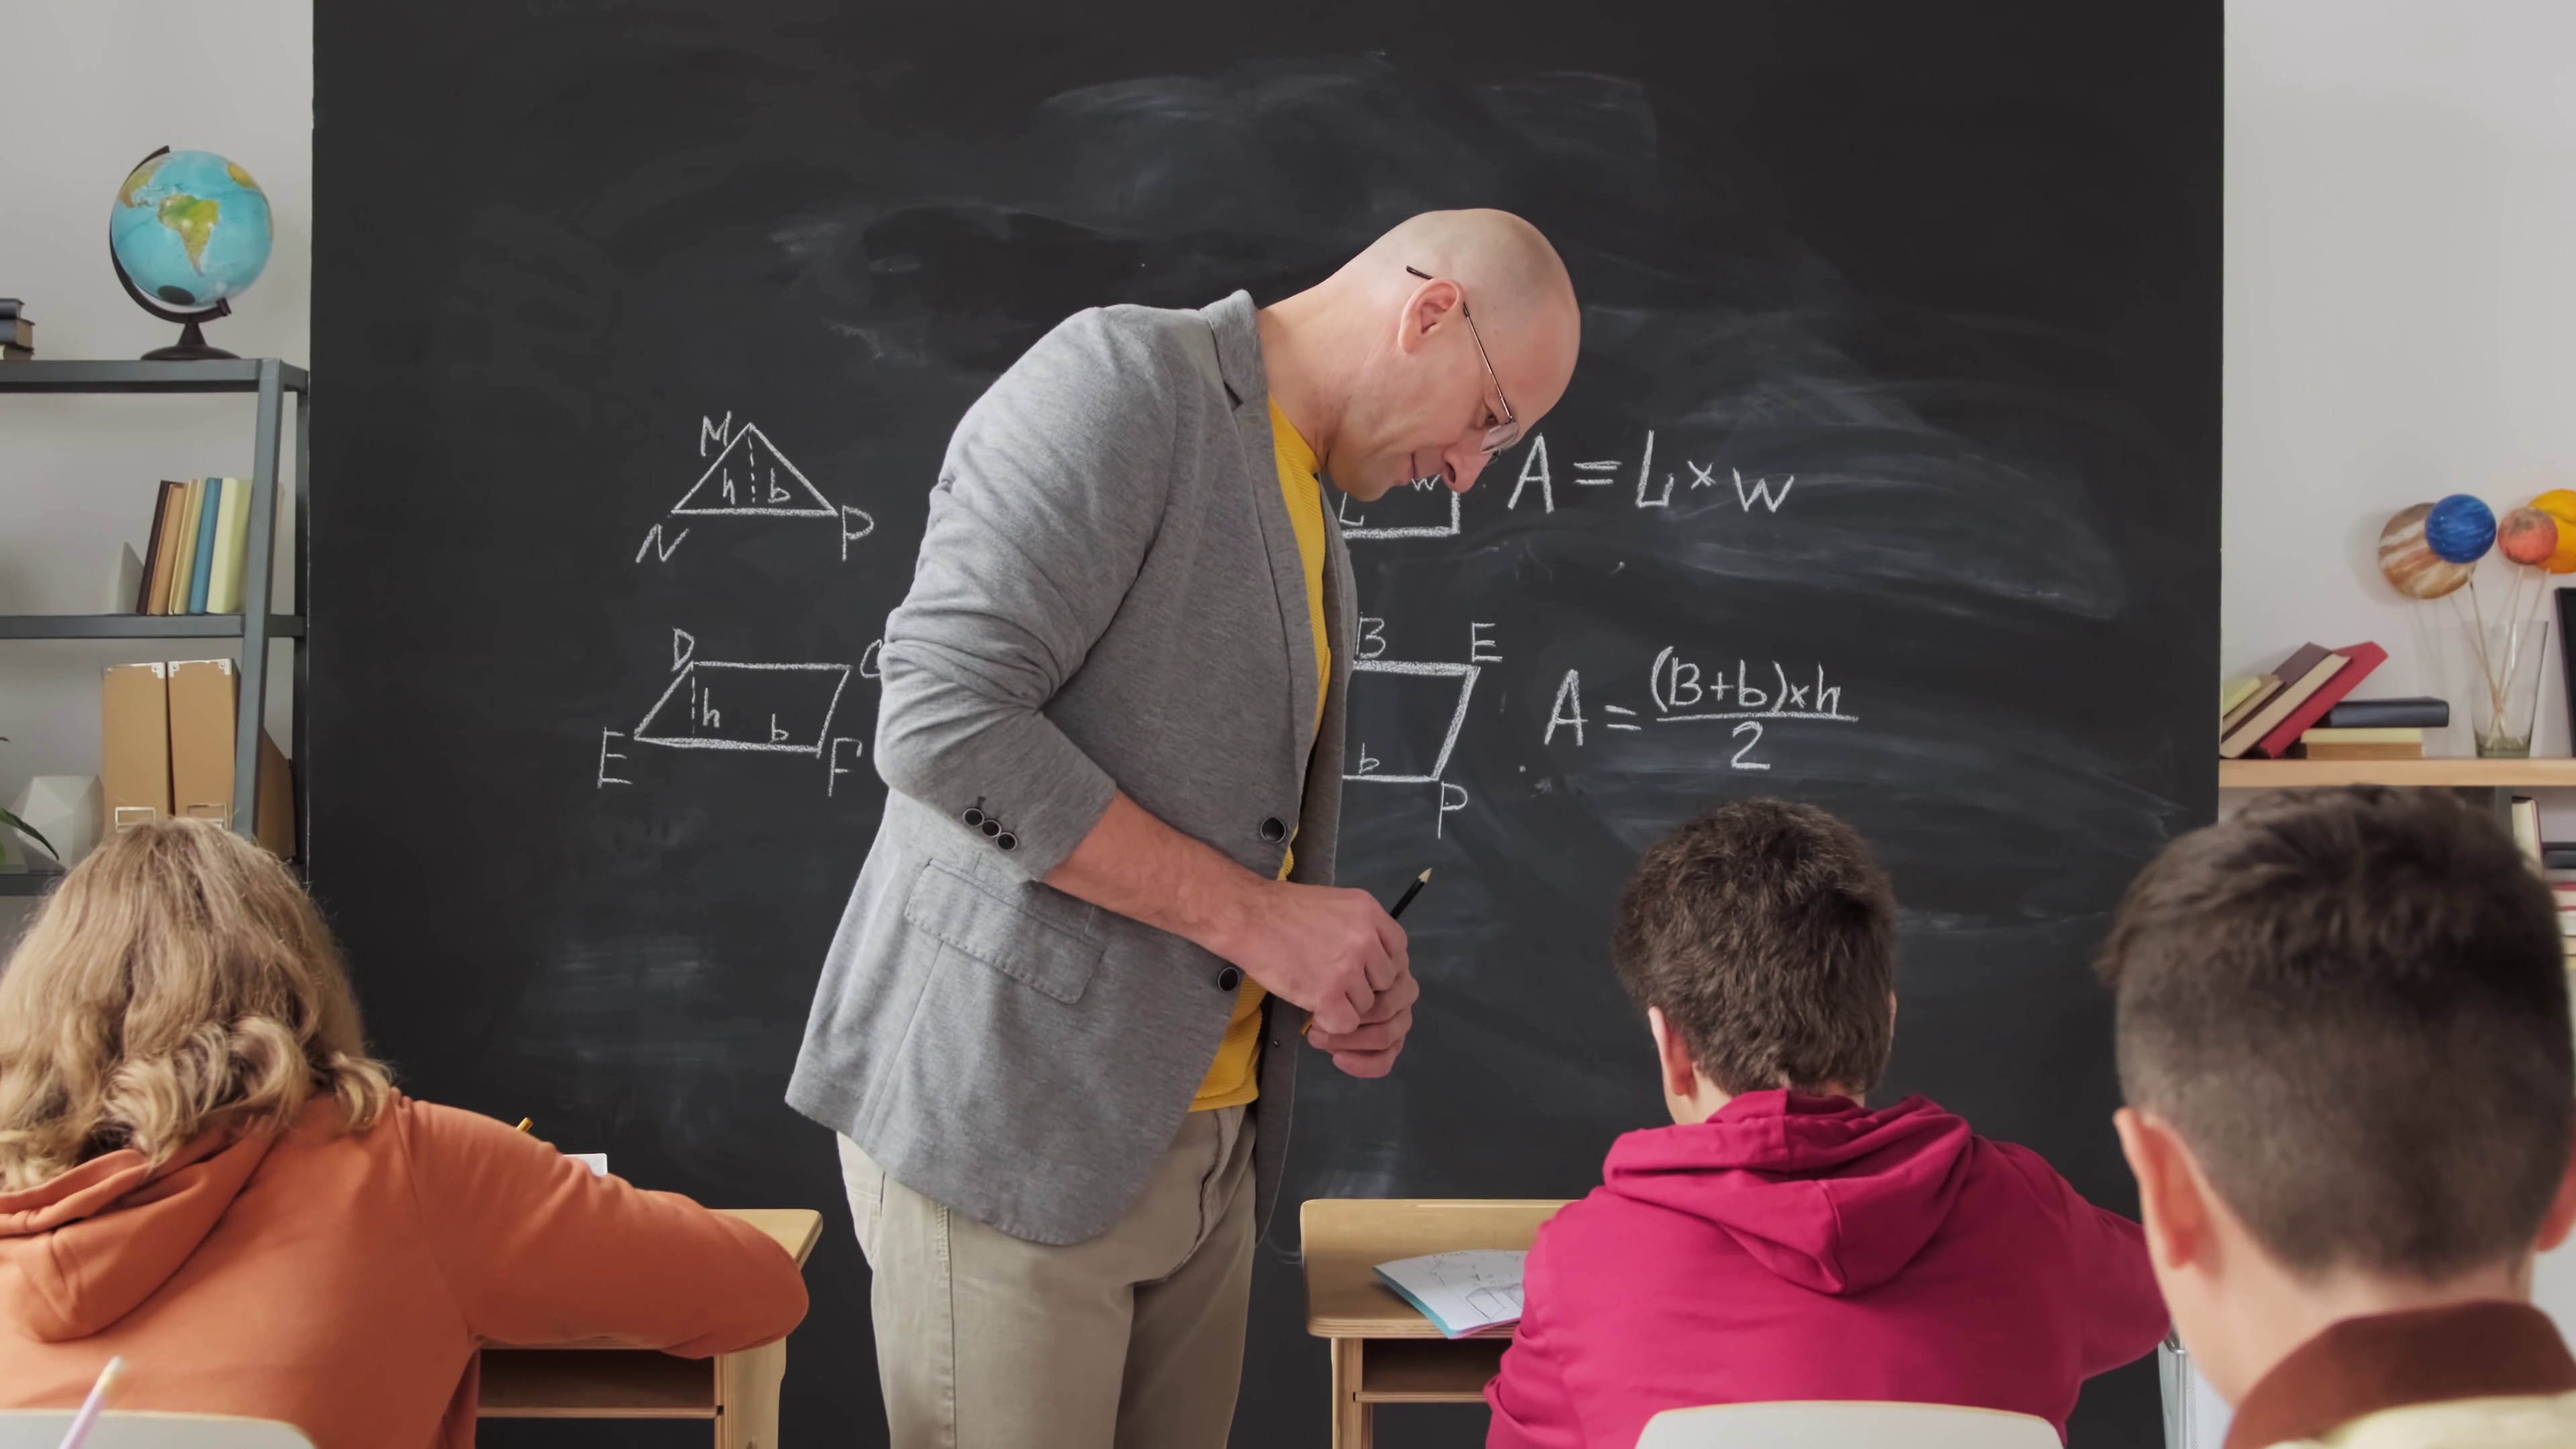 M
h b
N P
w
L
A = L × w
D C
h b
E F
B E
b
P
A = (B+b)×h
2